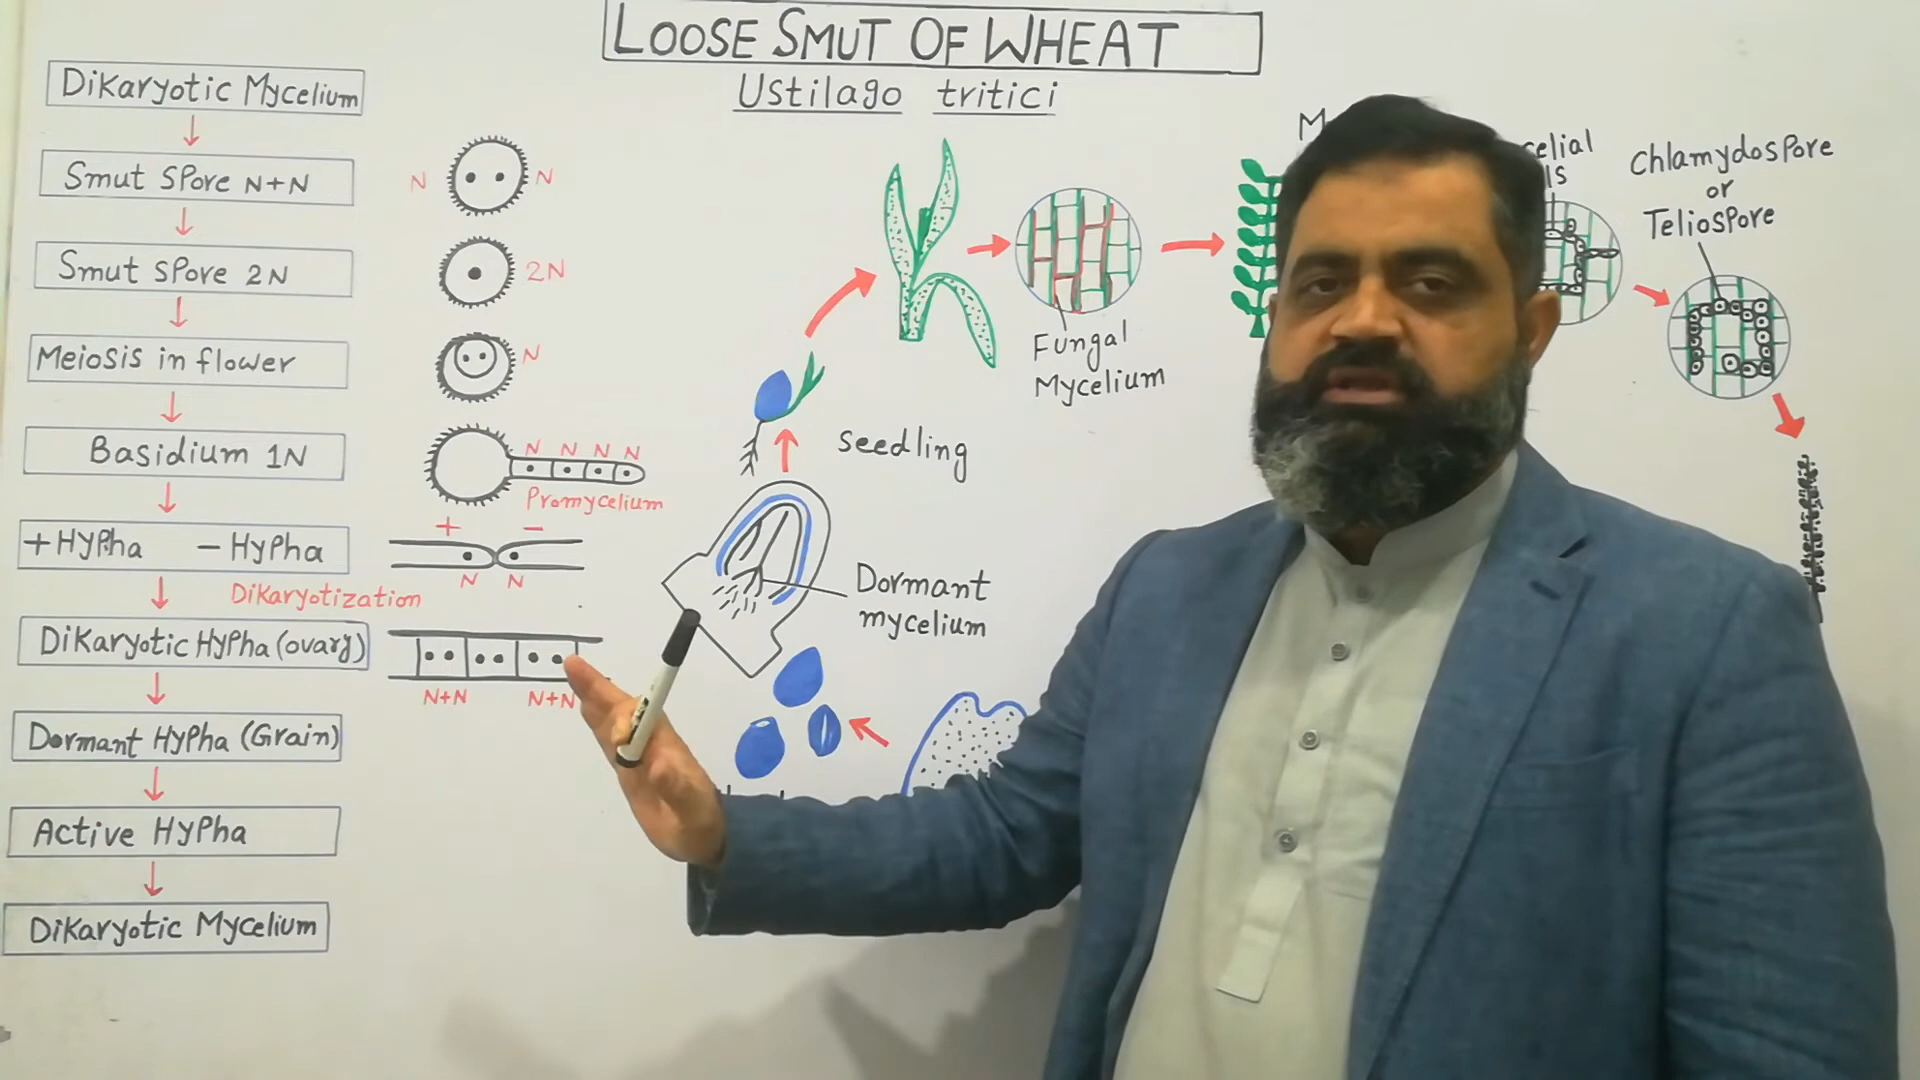 LOOSE SMUT OF WHEAT
Ustilago tritici
Dikaryotic Mycelium
Smut Spore N+N
N
N
Smut Spore 2N
2N
Meiosis in flower
N
Basidium 1N
N N N N
Promycelium
+ HyPha - HyPha
+ -
N N
Dikaryotization
Dikaryotic HyPha (ovary)
N+N N+N
Dormant HyPha (Grain)
Active HyPha
Dikaryotic Mycelium
Fungal
Mycelium
seedling
Dormant
mycelium
Chlamydospore
or
Teliospore